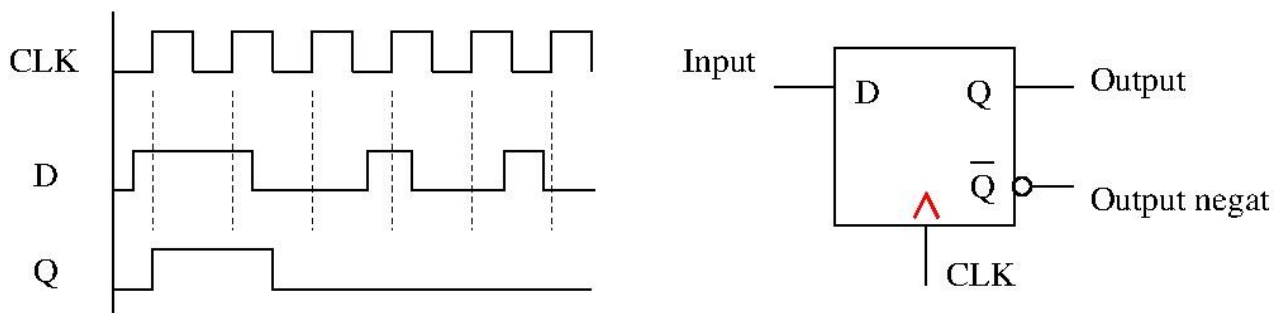 CLK
D
Q
Input
D Q
Output
Q̅
Output negat
CLK